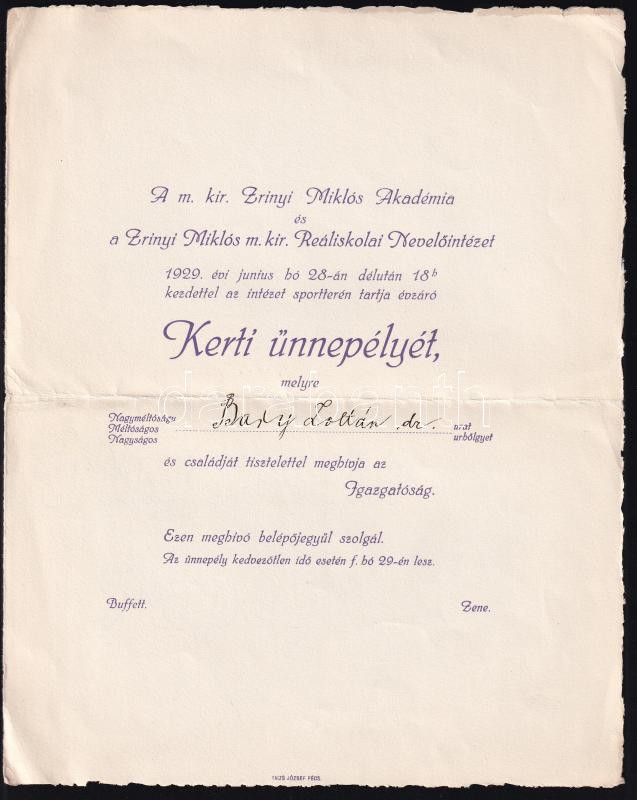 A m. kir. Zrinyi Miklós Akadémia
és
a Zrinyi Miklós m. kir. Reáliskolai Nevelőintézet
1929. évi junius hó 28-án délután 18h
kezdettel az intézet sportterén tartja évzáró
Kerti ünnepélyét,
melyre
Nagyméltóságu
Méltóságos
Nagyságos
Zoltán dr.
urat
urhölgyet
és családját tisztelettel meghivja az
Igazgatóság.
Ezen meghivó belépőjegyül szolgál.
Az ünnepély kedvezőtlen idő esetén f. hó 29-én lesz.
Buffett.
Zene.
TAIZS JÓZSEF PÉCS.
darabanth